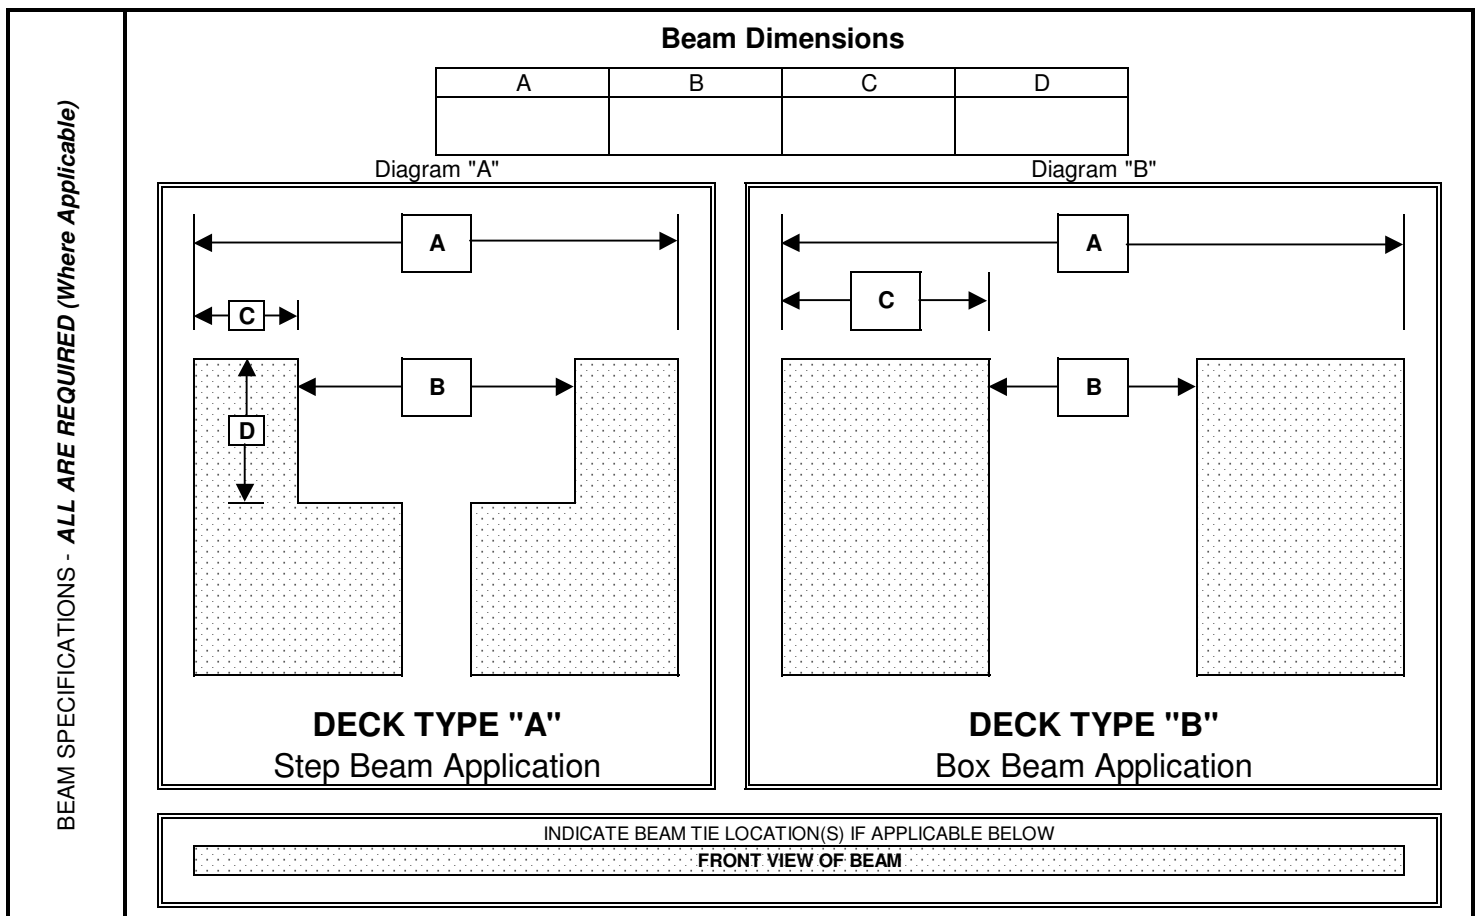 BEAM SPECIFICATIONS - ALL ARE REQUIRED (Where Applicable)
Beam Dimensions
A B C D
Diagram "A"
A
C
B
D
DECK TYPE "A"
Step Beam Application
Diagram "B"
A
C
B
DECK TYPE "B"
Box Beam Application
INDICATE BEAM TIE LOCATION(S) IF APPLICABLE BELOW
FRONT VIEW OF BEAM